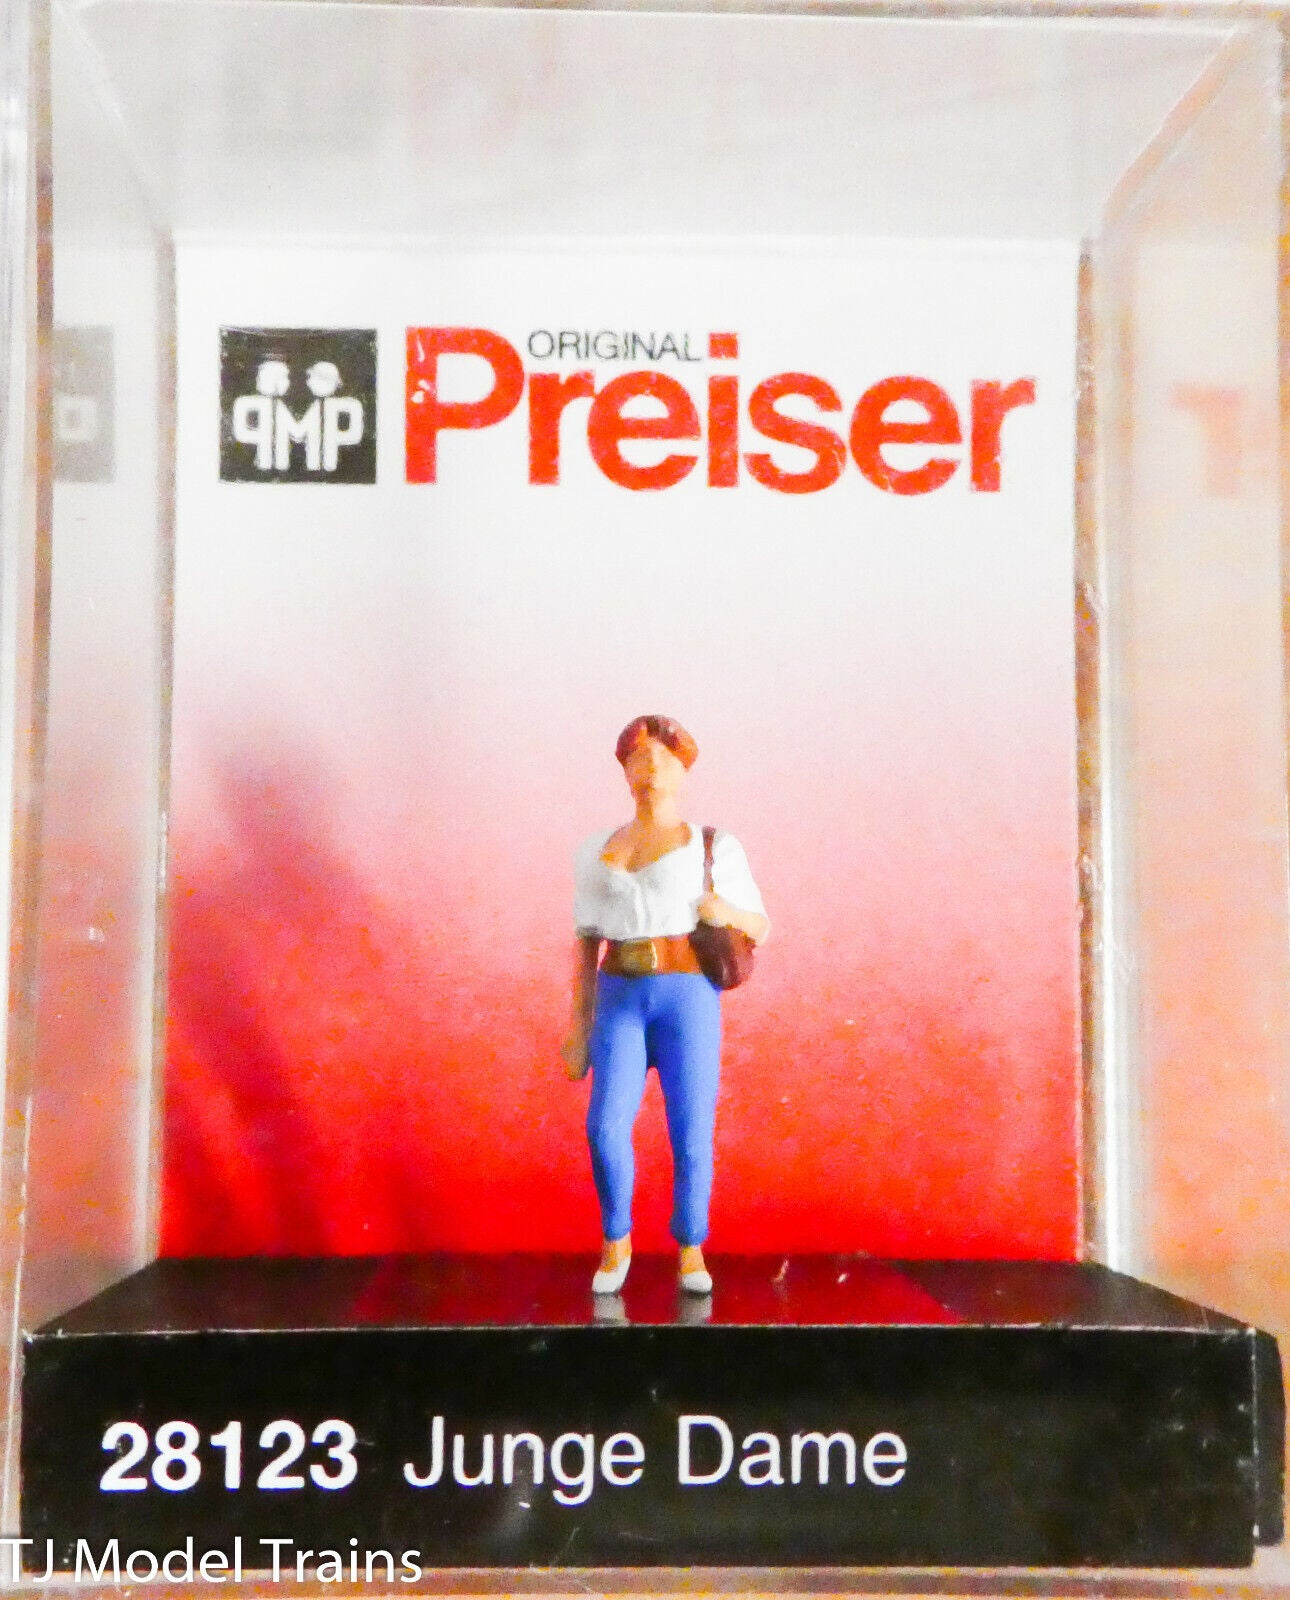 PMP
ORIGINAL
Preiser
28123 Junge Dame
TJ Model Trains